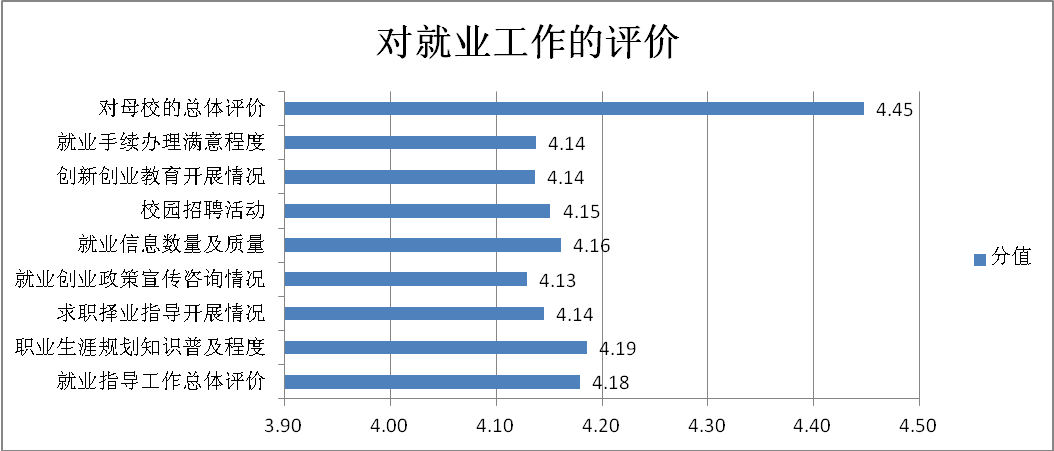 对就业工作的评价
对母校的总体评价 4.45
就业手续办理满意程度 4.14
创新创业教育开展情况 4.14
校园招聘活动 4.15
就业信息数量及质量 4.16
分值
就业创业政策宣传咨询情况 4.13
求职择业指导开展情况 4.14
职业生涯规划知识普及程度 4.19
就业指导工作总体评价 4.18
3.90 4.00 4.10 4.20 4.30 4.40 4.50